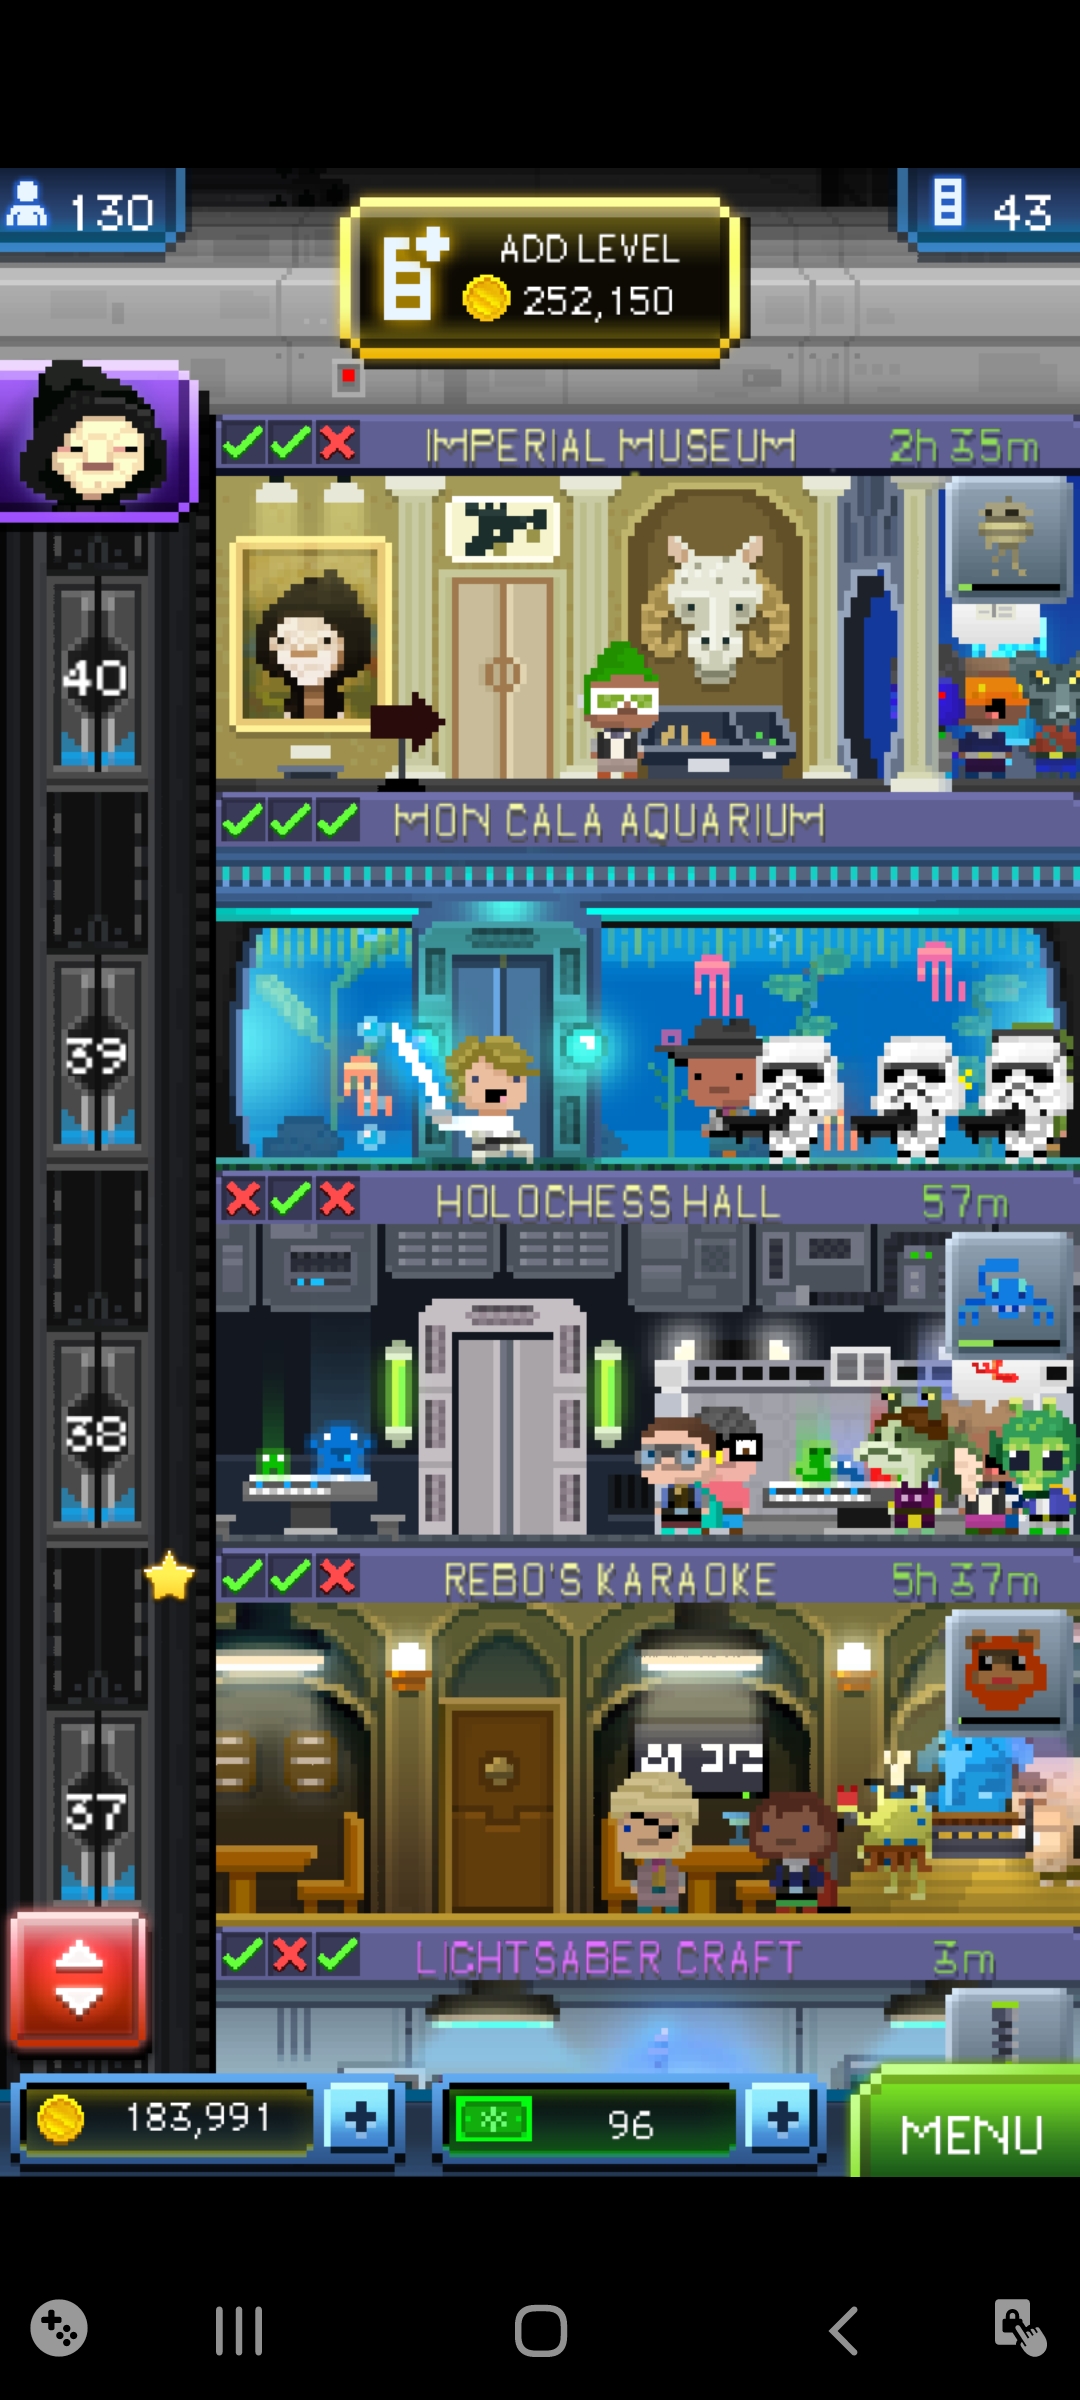 130
43
ADD LEVEL
252,150
IMPERIAL MUSEUM 2h 35m
40
MON CALA AQUARIUM
39
HOLOCHESS HALL 57m
38
REBO'S KARAOKE 5h 37m
37
LIGHTSABER CRAFT 3m
183,991
96
MENU